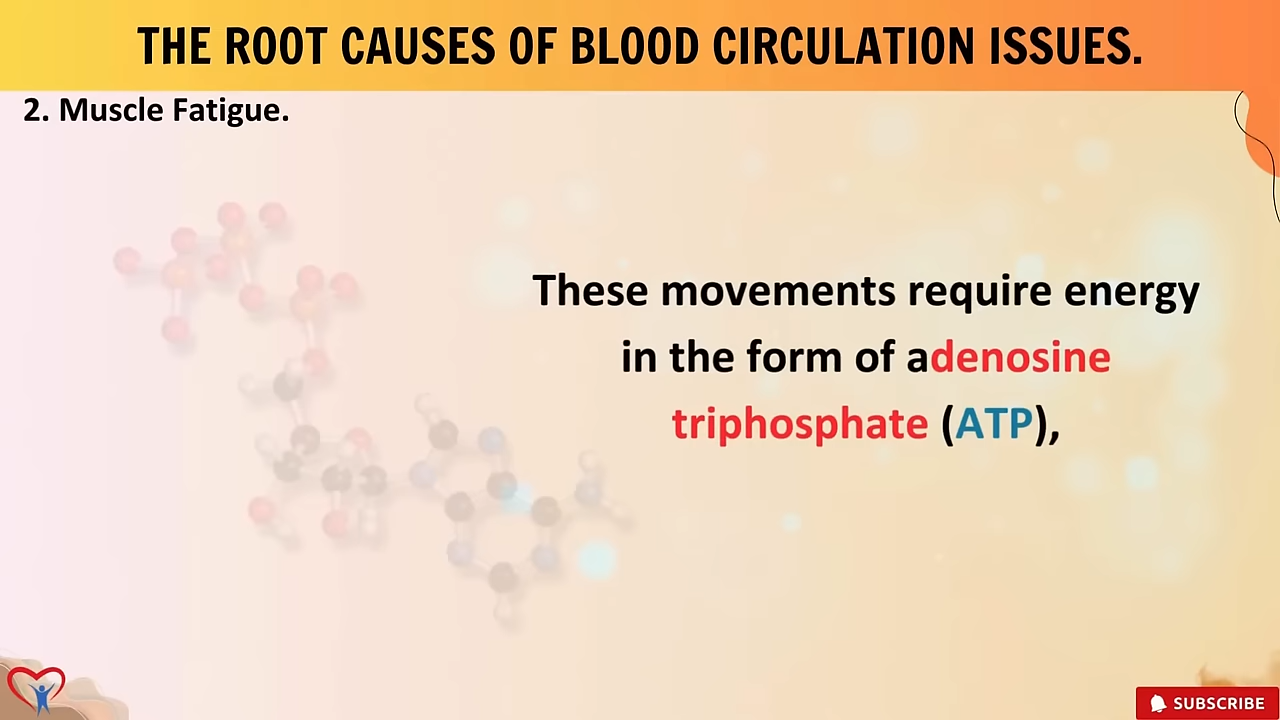 THE ROOT CAUSES OF BLOOD CIRCULATION ISSUES.
2. Muscle Fatigue.
These movements require energy
in the form of adenosine
triphosphate (ATP),
SUBSCRIBE